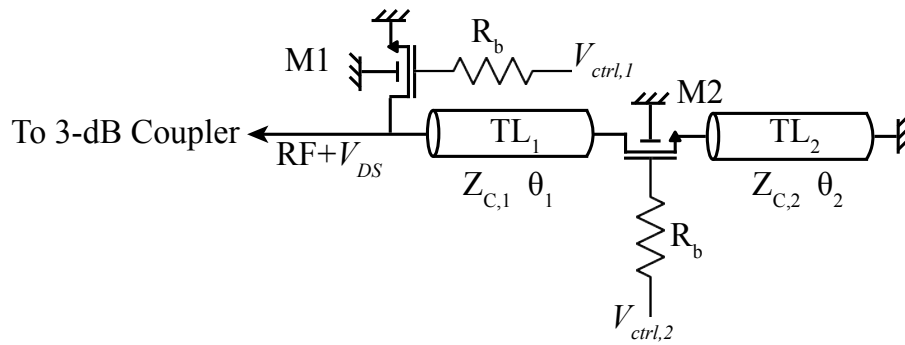 M1
R_b
V_ctrl,1
To 3-dB Coupler
RF+V_DS
TL_1
Z_C,1 θ_1
M2
TL_2
Z_C,2 θ_2
R_b
V_ctrl,2